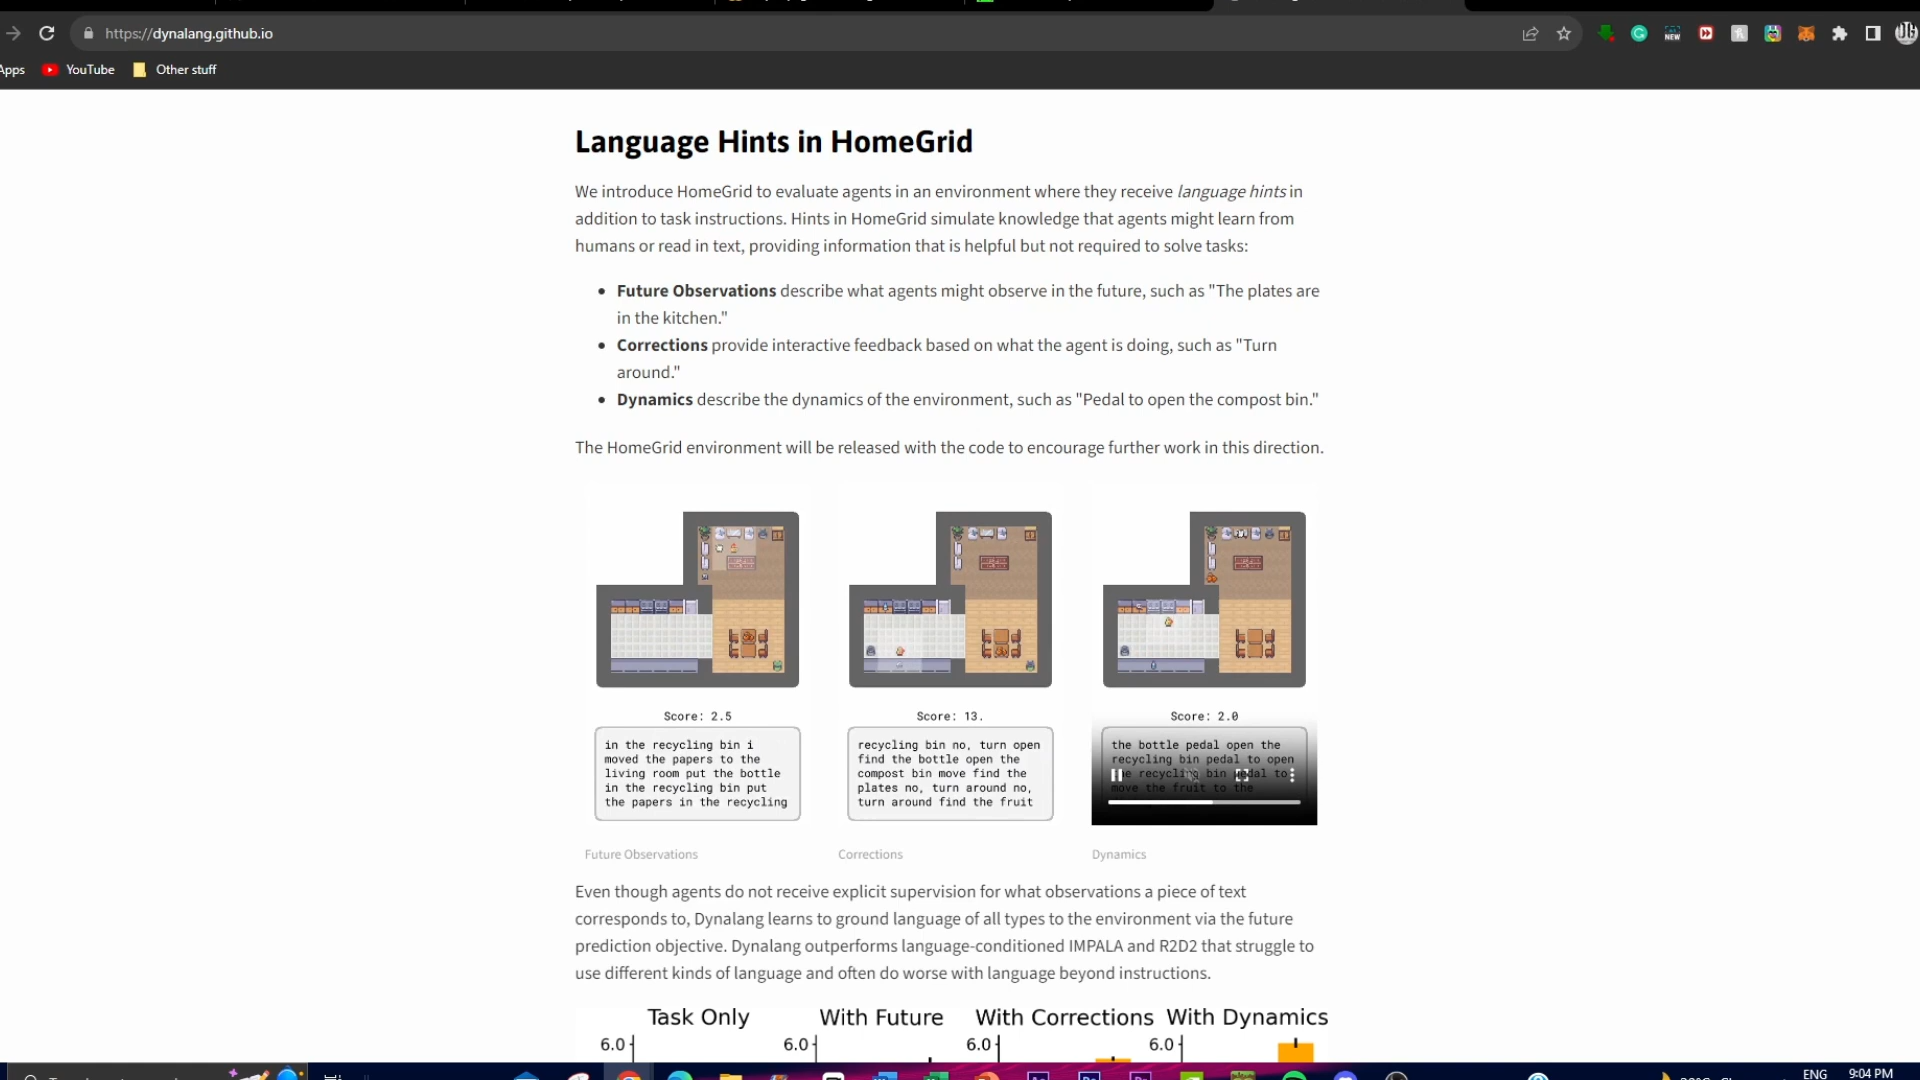 https://dynalang.github.io
NEW
Apps
YouTube
Other stuff
Language Hints in HomeGrid
We introduce HomeGrid to evaluate agents in an environment where they receive language hints in
addition to task instructions. Hints in HomeGrid simulate knowledge that agents might learn from
humans or read in text, providing information that is helpful but not required to solve tasks:
• Future Observations describe what agents might observe in the future, such as "The plates are
in the kitchen."
• Corrections provide interactive feedback based on what the agent is doing, such as "Turn
around."
• Dynamics describe the dynamics of the environment, such as "Pedal to open the compost bin."
The HomeGrid environment will be released with the code to encourage further work in this direction.
Score: 2.5
in the recycling bin i
moved the papers to the
living room put the bottle
in the recycling bin put
the papers in the recycling
Future Observations
Score: 13.
recycling bin no, turn open
find the bottle open the
compost bin move find the
plates no, turn around no,
turn around find the fruit
Corrections
Score: 2.0
the bottle pedal open the
recycling bin pedal to open
the recycling bin pedal to
move the fruit to the
Dynamics
Even though agents do not receive explicit supervision for what observations a piece of text
corresponds to, Dynalang learns to ground language of all types to the environment via the future
prediction objective. Dynalang outperforms language-conditioned IMPALA and R2D2 that struggle to
use different kinds of language and often do worse with language beyond instructions.
Task Only With Future With Corrections With Dynamics
6.0 6.0 6.0 6.0
ENG
9:04 PM